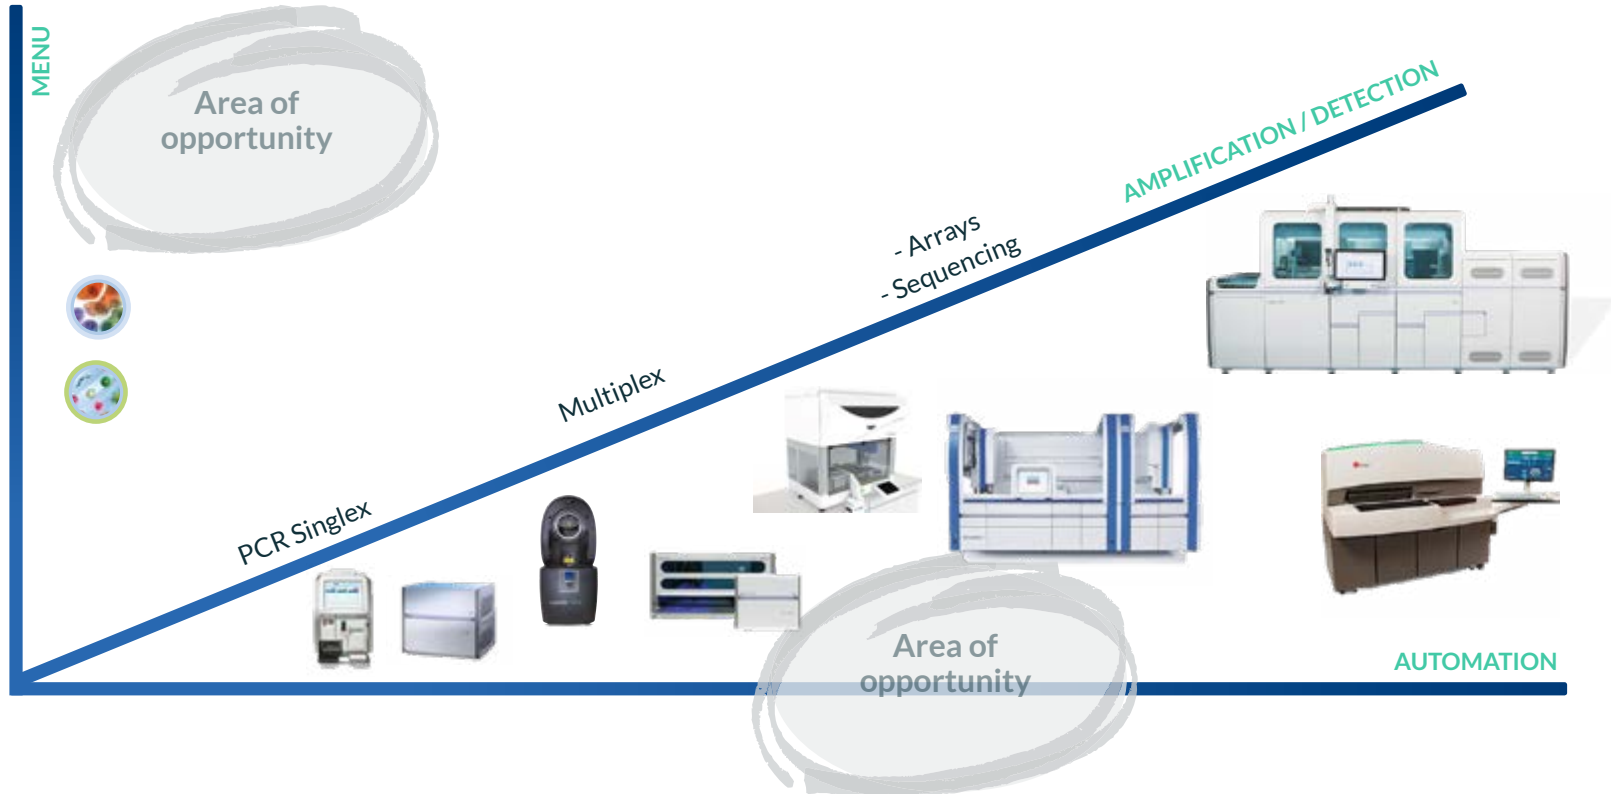 MENU
Area of
opportunity
AMPLIFICATION / DETECTION
- Arrays
- Sequencing
Multiplex
PCR Singlex
Area of
opportunity
AUTOMATION